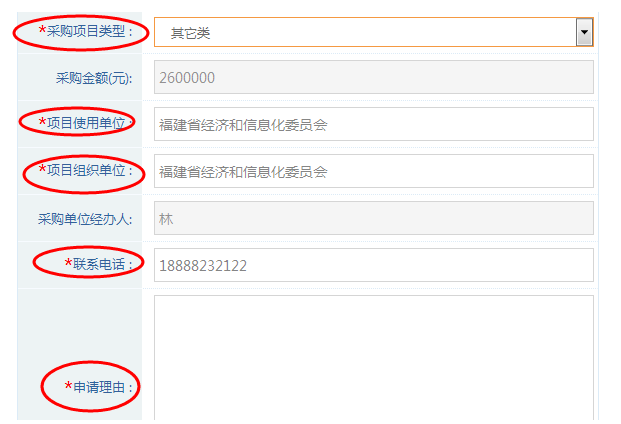 *采购项目类型： 其它类
采购金额(元): 2600000
*项目使用单位： 福建省经济和信息化委员会
*项目组织单位： 福建省经济和信息化委员会
采购单位经办人: 林
*联系电话： 18888232122
*申请理由：